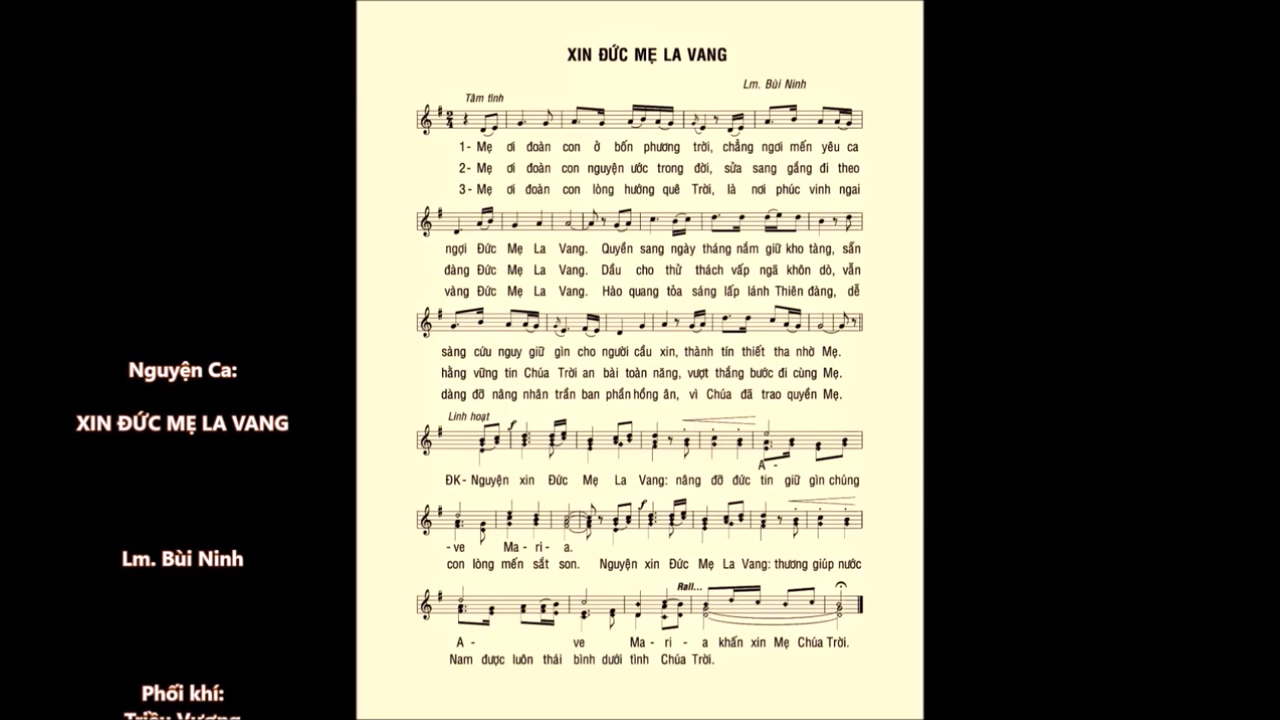 XIN ĐỨC MẸ LA VANG
Lm. Bùi Ninh
Tâm tình
1- Mẹ ơi đoàn con ở bốn phương trời, chẳng ngơi mến yêu ca
2- Mẹ ơi đoàn con nguyện ước trong đời, sửa sang gắng đi theo
3- Mẹ ơi đoàn con lòng hướng quê Trời, là nơi phúc vinh ngai
ngợi Đức Mẹ La Vang. Quyền sang ngày tháng nắm giữ kho tàng, sẵn
đàng Đức Mẹ La Vang. Dẫu cho thử thách vấp ngã khôn dò, vẫn
vàng Đức Mẹ La Vang. Hào quang tỏa sáng lấp lánh Thiên đàng, dễ
sàng cứu nguy giữ gìn cho người cầu xin, thành tín thiết tha nhờ Mẹ.
hằng vững tin Chúa Trời an bài toàn năng, vượt thắng bước đi cùng Mẹ.
dàng đỡ nâng nhân trần ban phần hồng ân, vì Chúa đã trao quyền Mẹ.
Linh hoạt
f
A -
ĐK- Nguyện xin Đức Mẹ La Vang: nâng đỡ đức tin giữ gìn chúng
f
-ve Ma - ri - a.
con lòng mến sắt son. Nguyện xin Đức Mẹ La Vang: thương giúp nước
Rall...
A - ve Ma - ri - a khấn xin Mẹ Chúa Trời.
Nam được luôn thái bình dưới tình Chúa Trời.
Nguyện Ca:
XIN ĐỨC MẸ LA VANG
Lm. Bùi Ninh
Phối khí:
Triều Vương